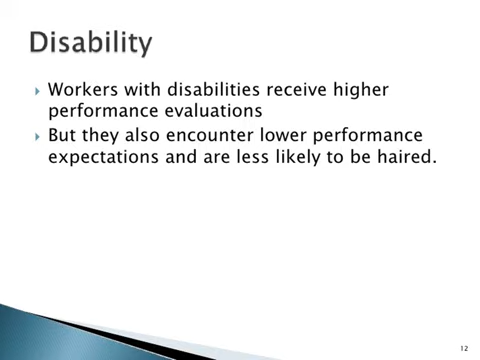 Disability
Workers with disabilities receive higher
performance evaluations
But they also encounter lower performance
expectations and are less likely to be haired.
12